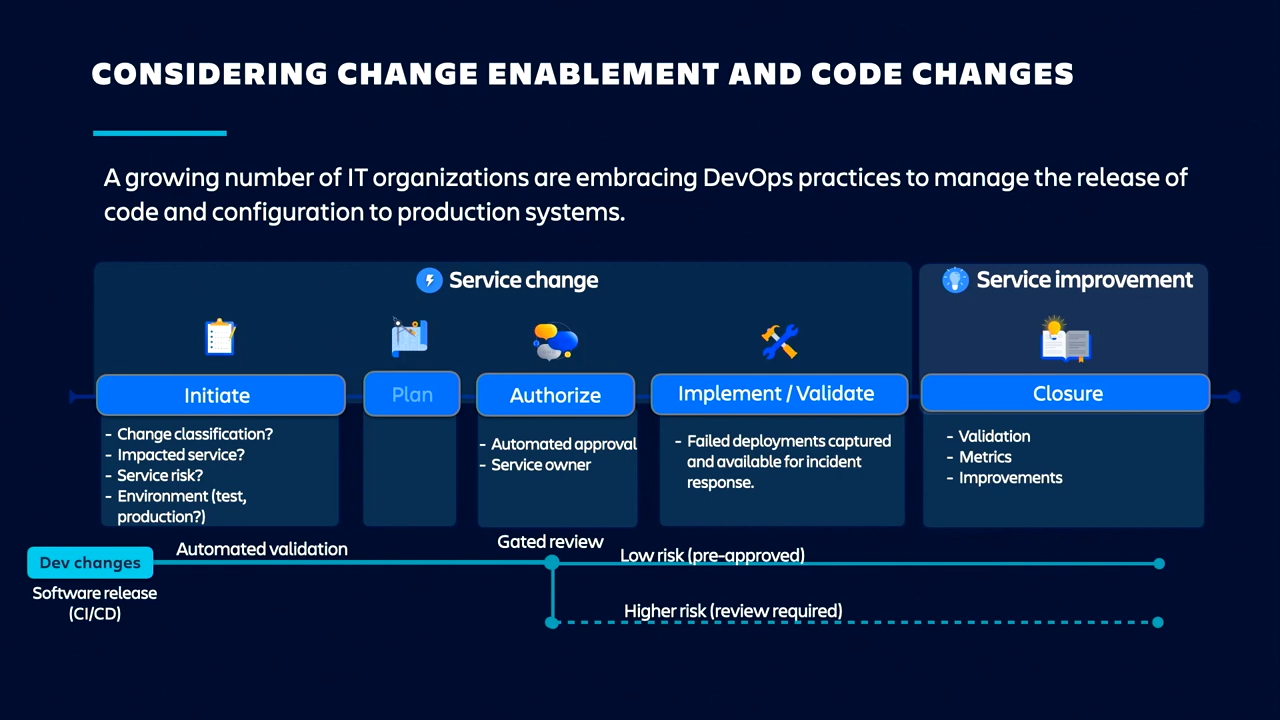 CONSIDERING CHANGE ENABLEMENT AND CODE CHANGES
A growing number of IT organizations are embracing DevOps practices to manage the release of
code and configuration to production systems.
Service change
Service improvement
Initiate
Plan
Authorize
Implement / Validate
Closure
- Change classification?
- Impacted service?
- Service risk?
- Environment (test,
production?)
- Automated approval
- Service owner
- Failed deployments captured
and available for incident
response.
- Validation
- Metrics
- Improvements
Dev changes
Software release
(CI/CD)
Automated validation
Gated review
Low risk (pre-approved)
Higher risk (review required)